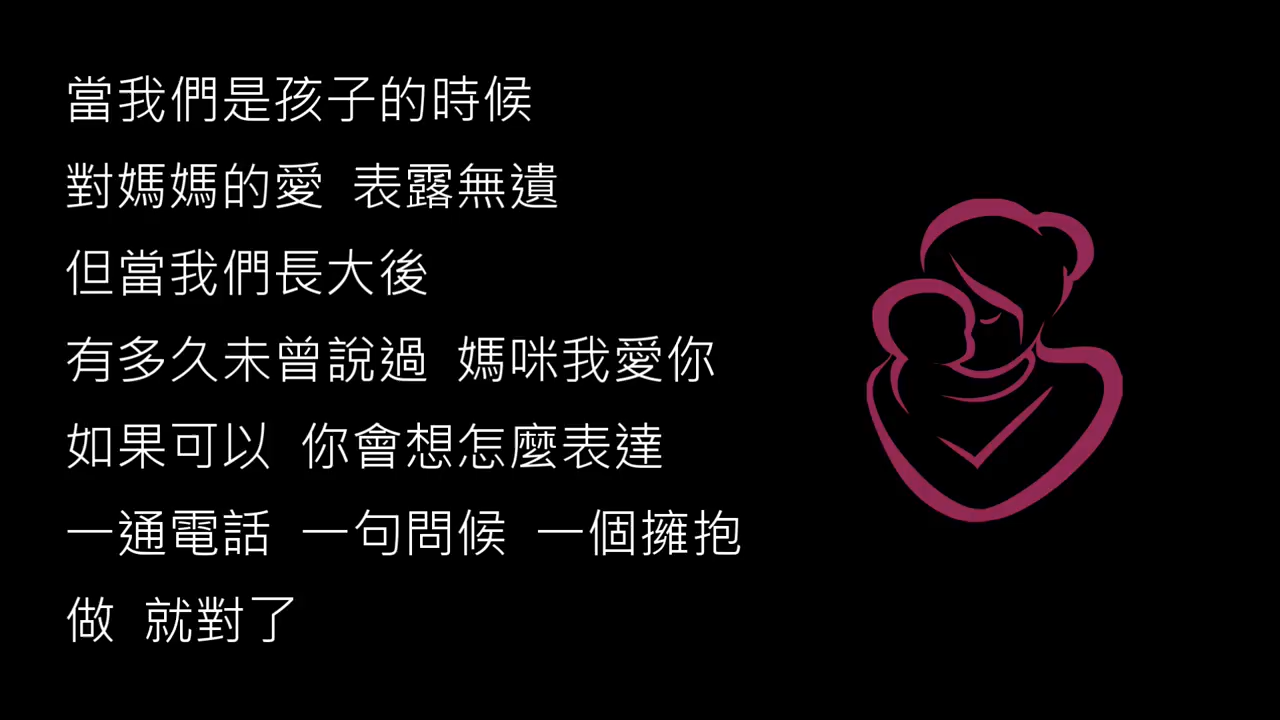 當我們是孩子的時候
對媽媽的愛 表露無遺
但當我們長大後
有多久未曾說過 媽咪我愛你
如果可以 你會想怎麼表達
一通電話 一句問候 一個擁抱
做 就對了